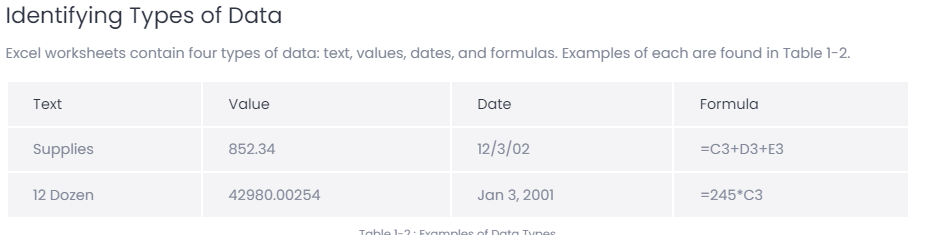 Identifying Types of Data
Excel worksheets contain four types of data: text, values, dates, and formulas. Examples of each are found in Table 1-2.
Text Value Date Formula
Supplies 852.34 12/3/02 =C3+D3+E3
12 Dozen 42980.00254 Jan 3, 2001 =245*C3
Table 1-2 : Examples of Data Types